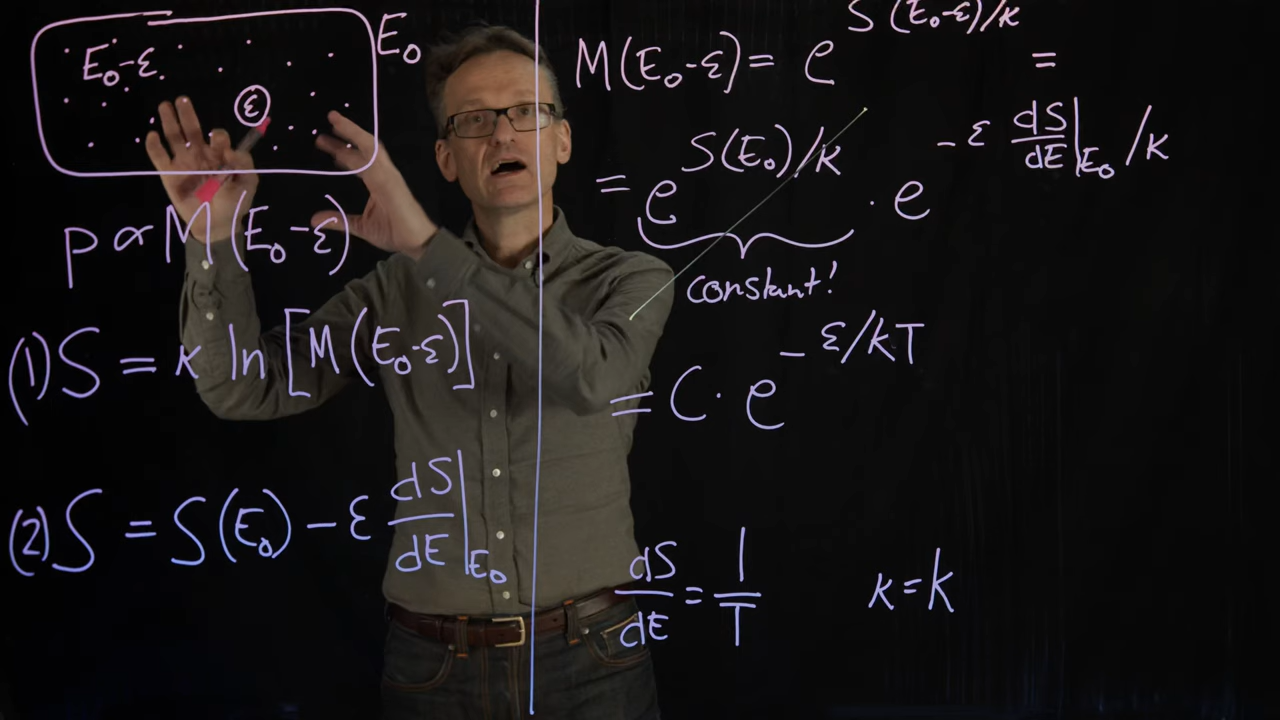 E₀-ε ε E₀
p ∝ M(E₀-ε)
(1) S = κ ln [M(E₀-ε)]
(2) S = S(E₀) - ε dS/dE|E₀
M(E₀-ε) = e^S(E₀-ε)/κ =
= e^S(E₀)/κ · e^-ε dS/dE|E₀ /κ
constant!
= C · e^-ε/kT
dS/dE = 1/T κ = k